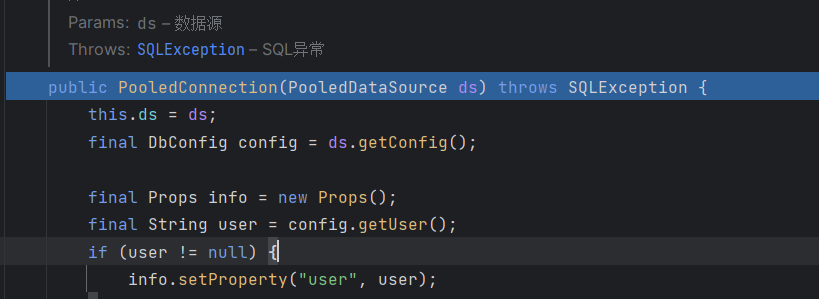 Params: ds – 数据源
Throws: SQLException – SQL异常
public PooledConnection(PooledDataSource ds) throws SQLException {
this.ds = ds;
final DbConfig config = ds.getConfig();
final Props info = new Props();
final String user = config.getUser();
if (user != null) {
info.setProperty("user", user);